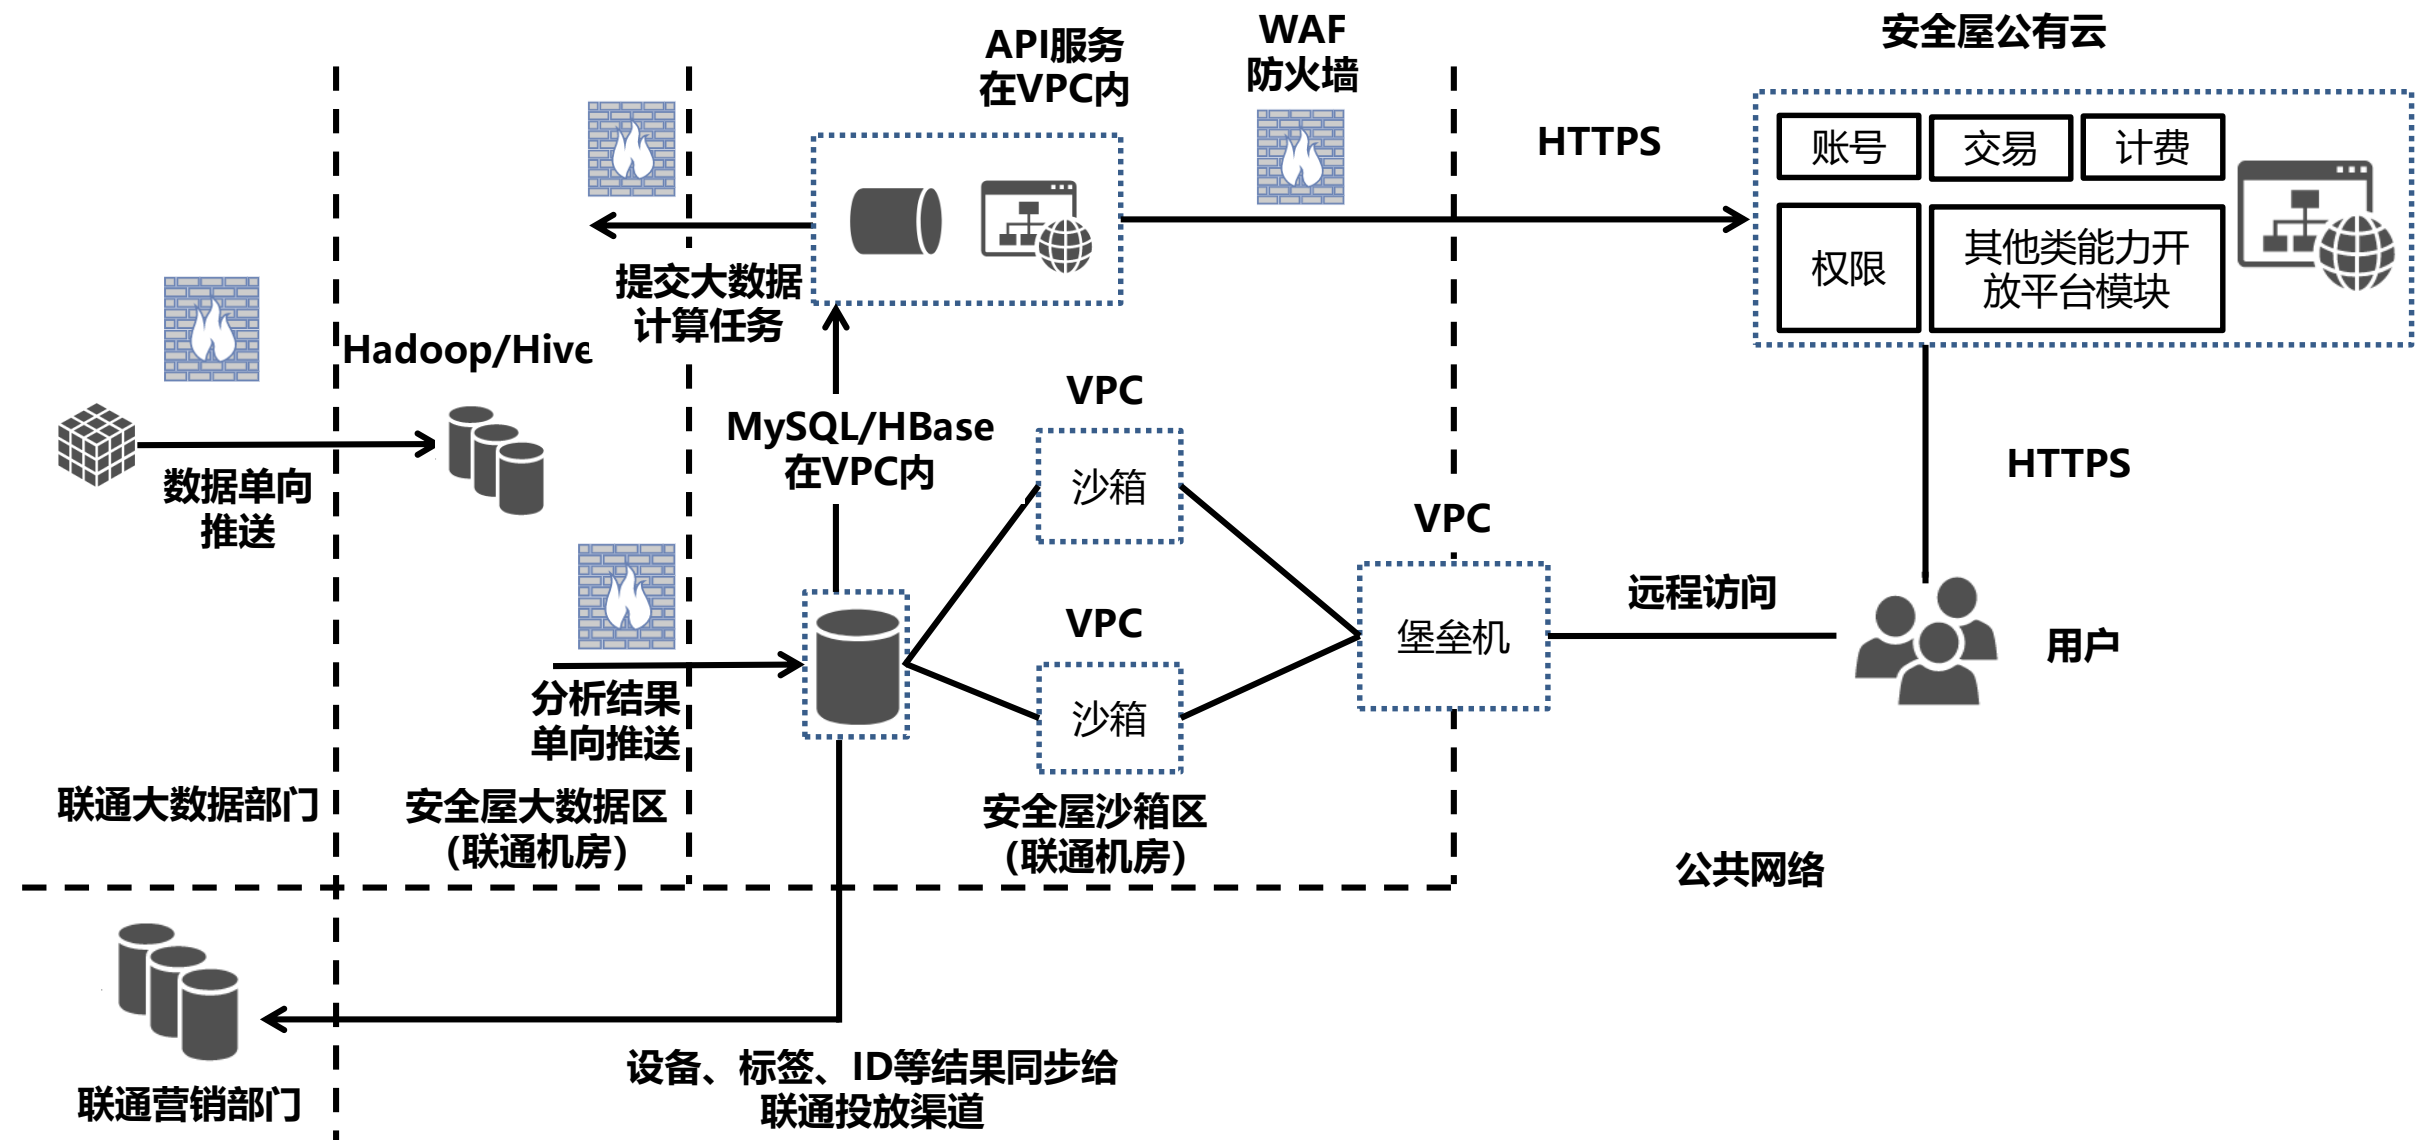 API服务
在VPC内
WAF
防火墙
安全屋公有云
HTTPS
账号
交易
计费
权限
其他类能力开
放平台模块
提交大数据
计算任务
Hadoop/Hive
数据单向
推送
MySQL/HBase
在VPC内
VPC
沙箱
VPC
沙箱
VPC
堡垒机
HTTPS
远程访问
用户
分析结果
单向推送
联通大数据部门
安全屋大数据区
（联通机房）
安全屋沙箱区
（联通机房）
公共网络
联通营销部门
设备、标签、ID等结果同步给
联通投放渠道